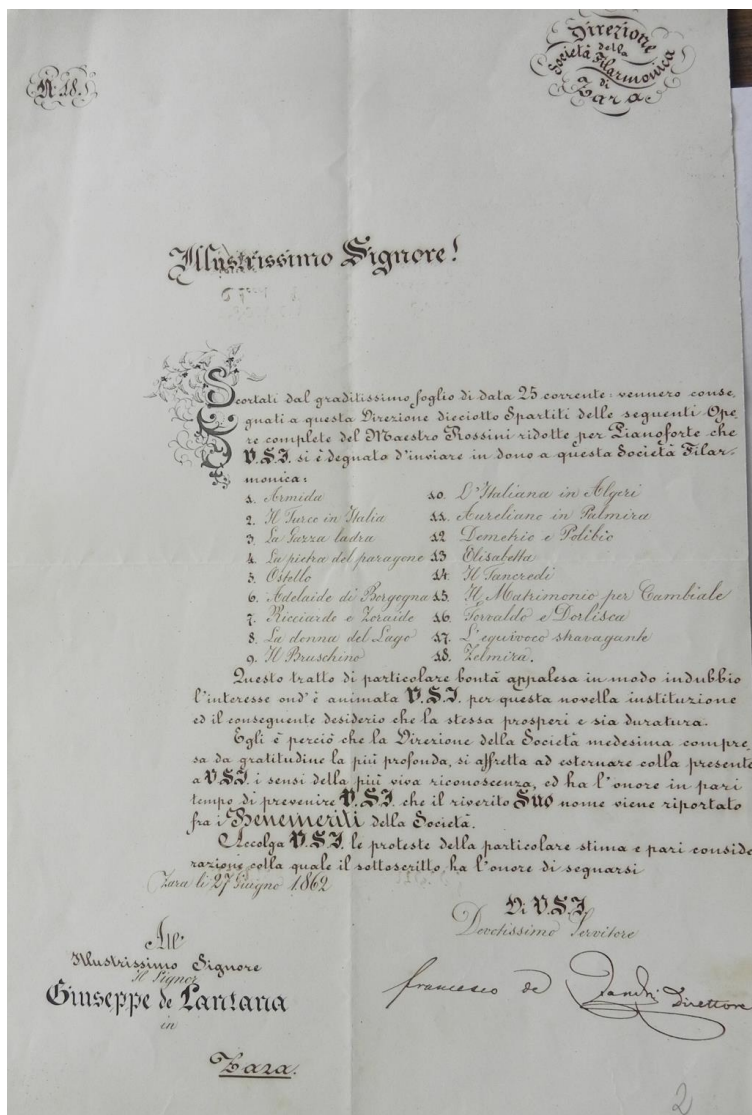 N. 18.
Direzione
della
Società Filarmonica
di
Zara
Illustrissimo Signore!
Scortati dal graditissimo foglio di data 25 corrente: vennero conse,
gnati a questa Direzione dieciotto Spartiti delle seguenti Ope,
re complete del Maestro Rossini ridotte per Pianoforte che
V.S.I. si è degnato d'inviare in dono a questa Società Filar-
monica:
1. Armida
2. Il Turco in Italia
3. La Gazza ladra
4. La pietra del paragone
5. Otello
6. Adelaide di Borgogna
7. Ricciardo e Zoraide
8. La donna del Lago
9. Il Bruschino
10. L'Italiana in Algeri
11. Aureliano in Palmira
12 Demetrio e Polibio
13 Elisabetta
14. Il Tancredi
15. Il Matrimonio per Cambiale
16. Torvaldo e Dorlisca
17. L'equivoco stravagante
18. Zelmira.
Questo tratto di particolare bontà appalesa in modo indubbio
l'interesse ond'è animata V.S.I. per questa novella instituzione
ed il conseguente desiderio che la stessa prosperi e sia duratura.
Egli è perciò che la Direzione della Società medesima compre,
sa da gratitudine la più profonda, si affretta ad esternare colla presente
a V.S.I. i sensi della più viva riconoscenza, ed ha l'onore in pari
tempo di prevenire V.S.I. che il riverito Suo nome viene riportato
fra i Benemeriti della Società.
Accolga V.S.I. le proteste della particolare stima e pari conside
razione, colla quale il sottoscritto, ha l'onore di segnarsi
Zara li 27 Giugno 1862
Di V.S.I.
Devotissimo Servitore
francesco de Direttore
All'
Illustrissimo Signore
Il Signor
Giuseppe de Lantana
in
Zara.
2